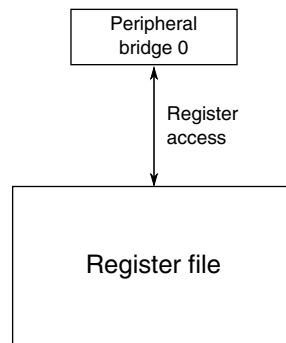 Peripheral
bridge 0
Register
access
Register file